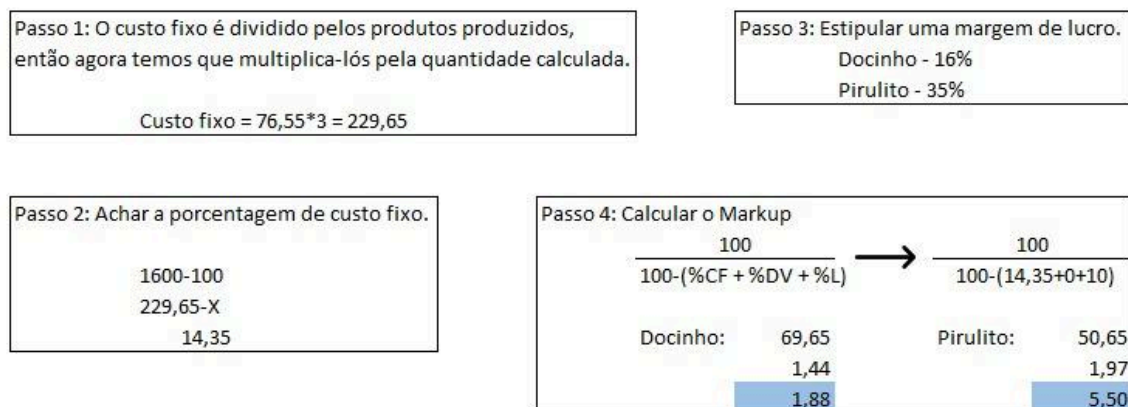 Passo 1: O custo fixo é dividido pelos produtos produzidos,
então agora temos que multiplica-lós pela quantidade calculada.
Custo fixo = 76,55*3 = 229,65
Passo 3: Estipular uma margem de lucro.
Docinho - 16%
Pirulito - 35%
Passo 2: Achar a porcentagem de custo fixo.
1600-100
229,65-X
14,35
Passo 4: Calcular o Markup
100 100
100-(%CF + %DV + %L) 100-(14,35+0+10)
Docinho: 69,65 Pirulito: 50,65
1,44 1,97
1,88 5,50